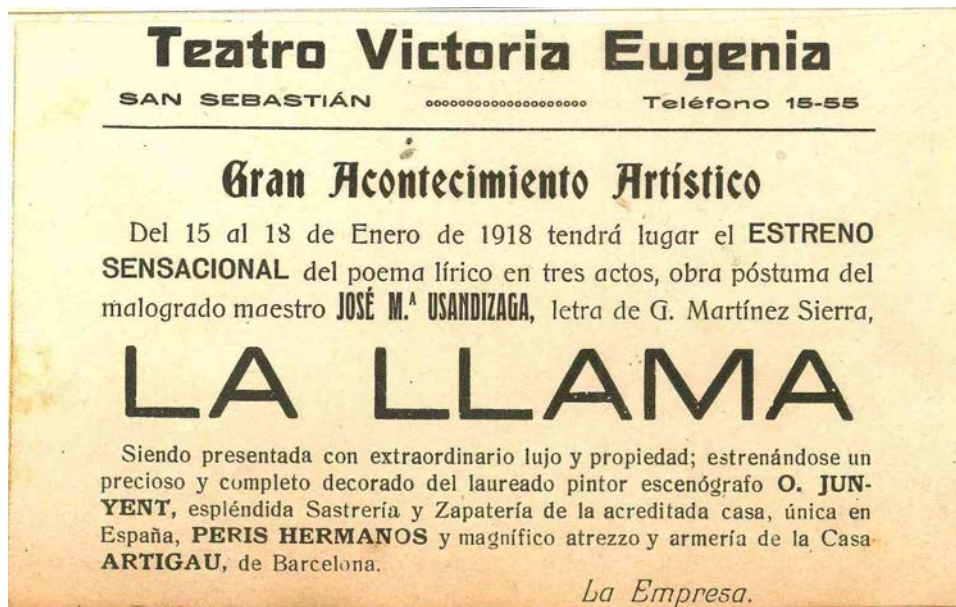 Teatro Victoria Eugenia
SAN SEBASTIÁN Teléfono 15-55
Gran Acontecimiento Artístico
Del 15 al 18 de Enero de 1918 tendrá lugar el ESTRENO
SENSACIONAL del poema lírico en tres actos, obra póstuma del
malogrado maestro JOSÉ M.ª USANDIZAGA, letra de G. Martínez Sierra,
LA LLAMA
Siendo presentada con extraordinario lujo y propiedad; estrenándose un
precioso y completo decorado del laureado pintor escenógrafo O. JUN-
YENT, espléndida Sastrería y Zapatería de la acreditada casa, única en
España, PERIS HERMANOS y magnífico atrezzo y armería de la Casa
ARTIGAU, de Barcelona.
La Empresa.